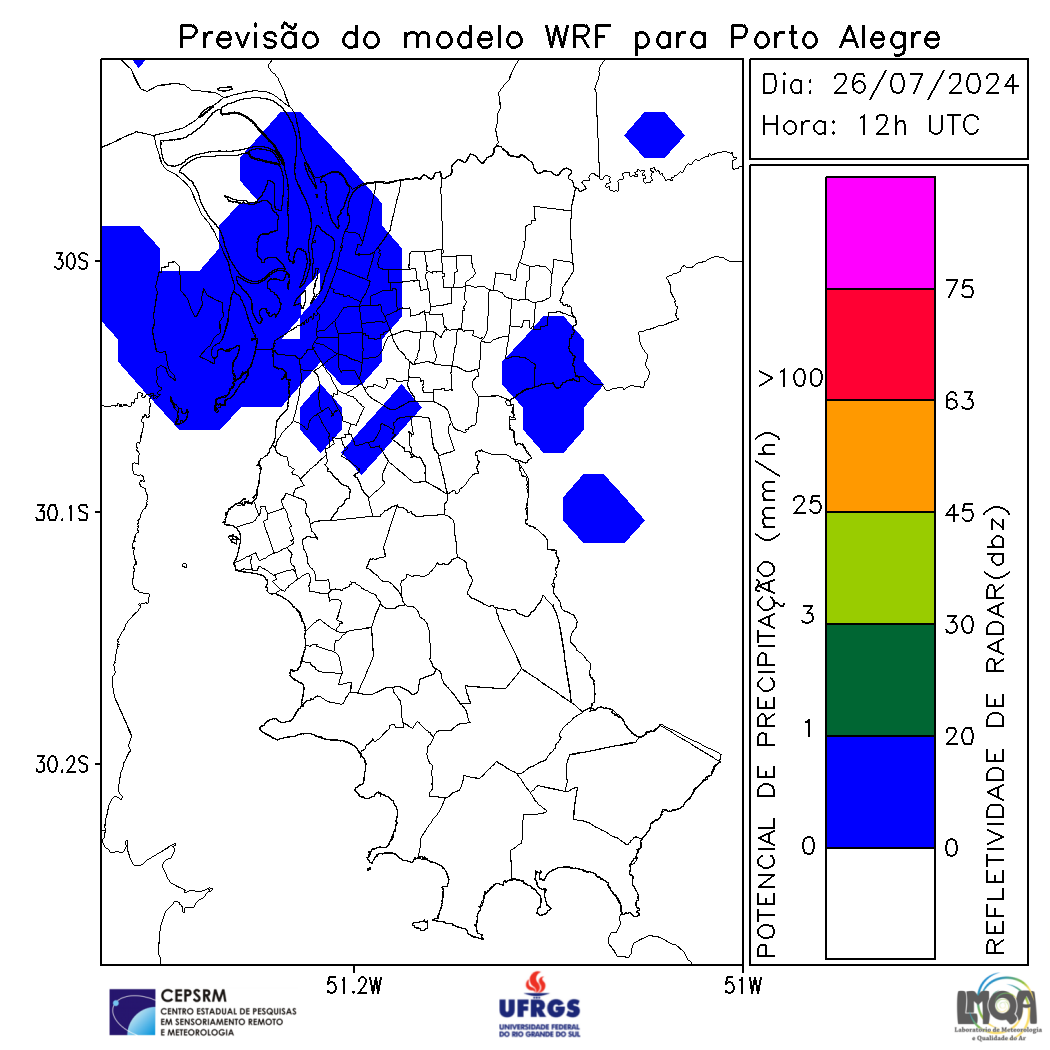 Previsão do modelo WRF para Porto Alegre
Dia: 26/07/2024
Hora: 12h UTC
30S
30.1S
30.2S
51.2W
51W
POTENCIAL DE PRECIPITAÇÃO (mm/h)
>100
25
3
1
0
75
63
45
30
20
0
REFLETIVIDADE DE RADAR(dbz)
CEPSRM
CENTRO ESTADUAL DE PESQUISAS
EM SENSORIAMENTO REMOTO
E METEOROLOGIA
UFRGS
UNIVERSIDADE FEDERAL
DO RIO GRANDE DO SUL
LMQA
Laboratório de Meteorologia
e Qualidade do Ar